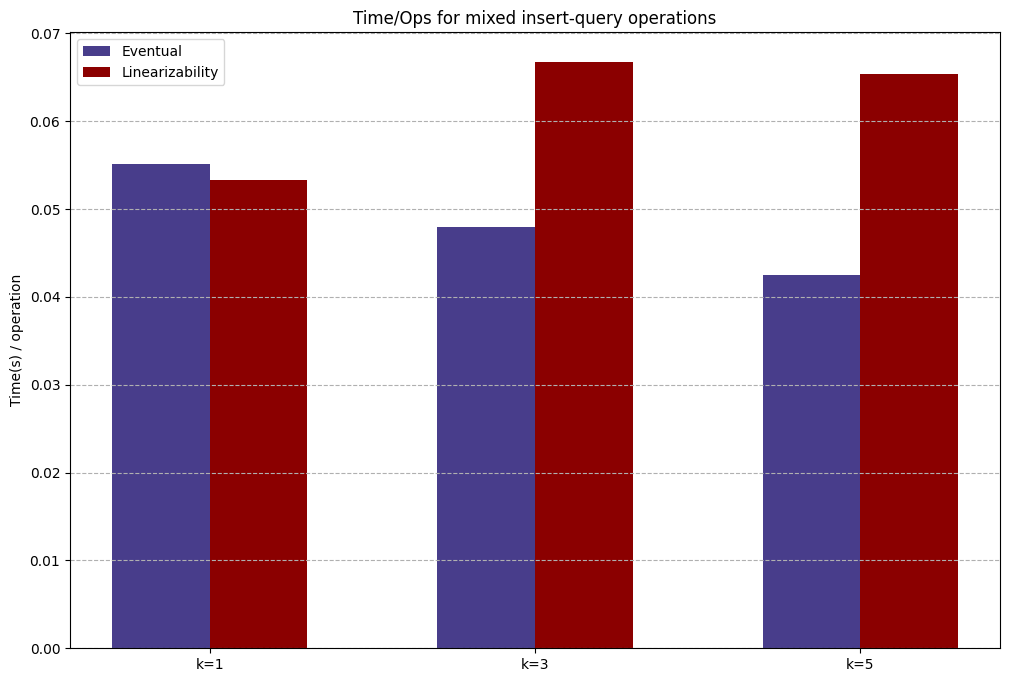 Time/Ops for mixed insert-query operations
Eventual
Linearizability
Time(s) / operation
0.07
0.06
0.05
0.04
0.03
0.02
0.01
0.00
k=1
k=3
k=5